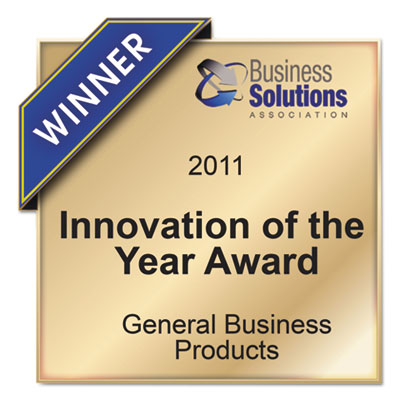 WINNER
Business
Solutions
ASSOCIATION
2011
Innovation of the
Year Award
General Business
Products